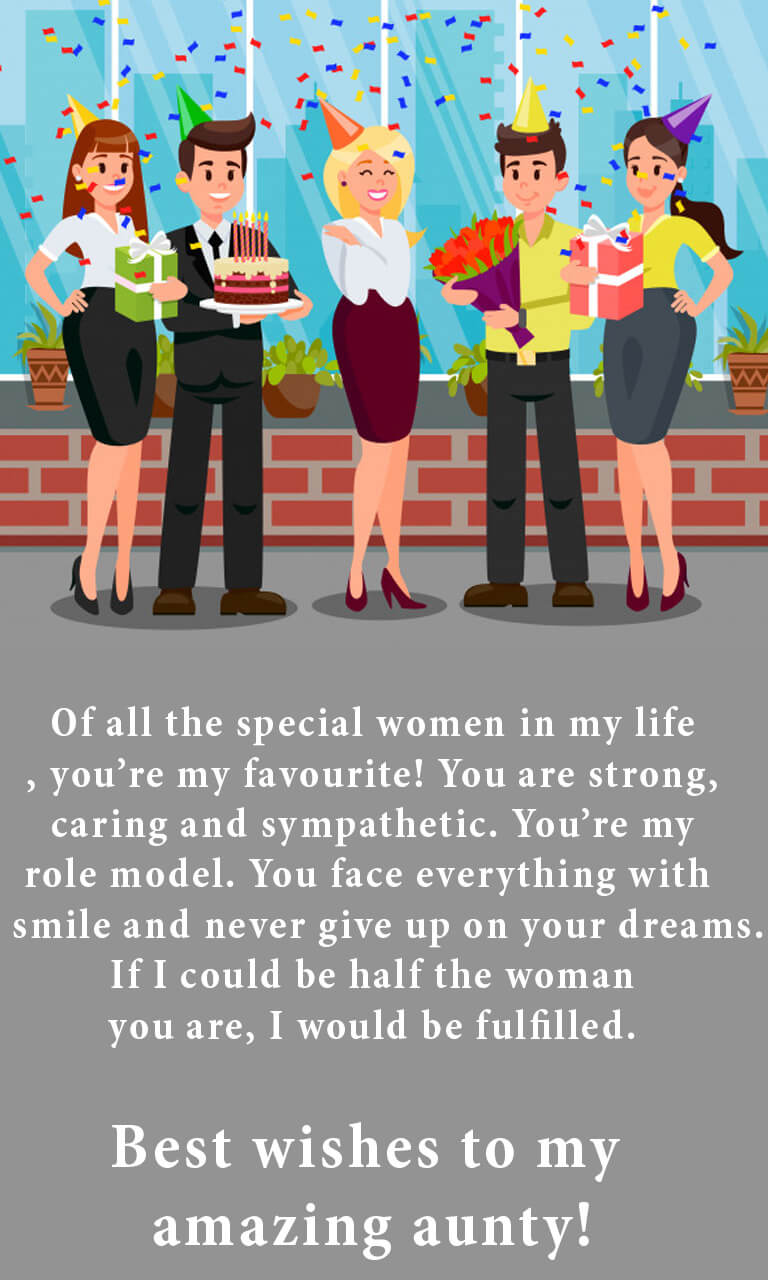 Of all the special women in my life
, you’re my favourite! You are strong,
caring and sympathetic. You’re my
role model. You face everything with
smile and never give up on your dreams.
If I could be half the woman
you are, I would be fulfilled.
Best wishes to my
amazing aunty!